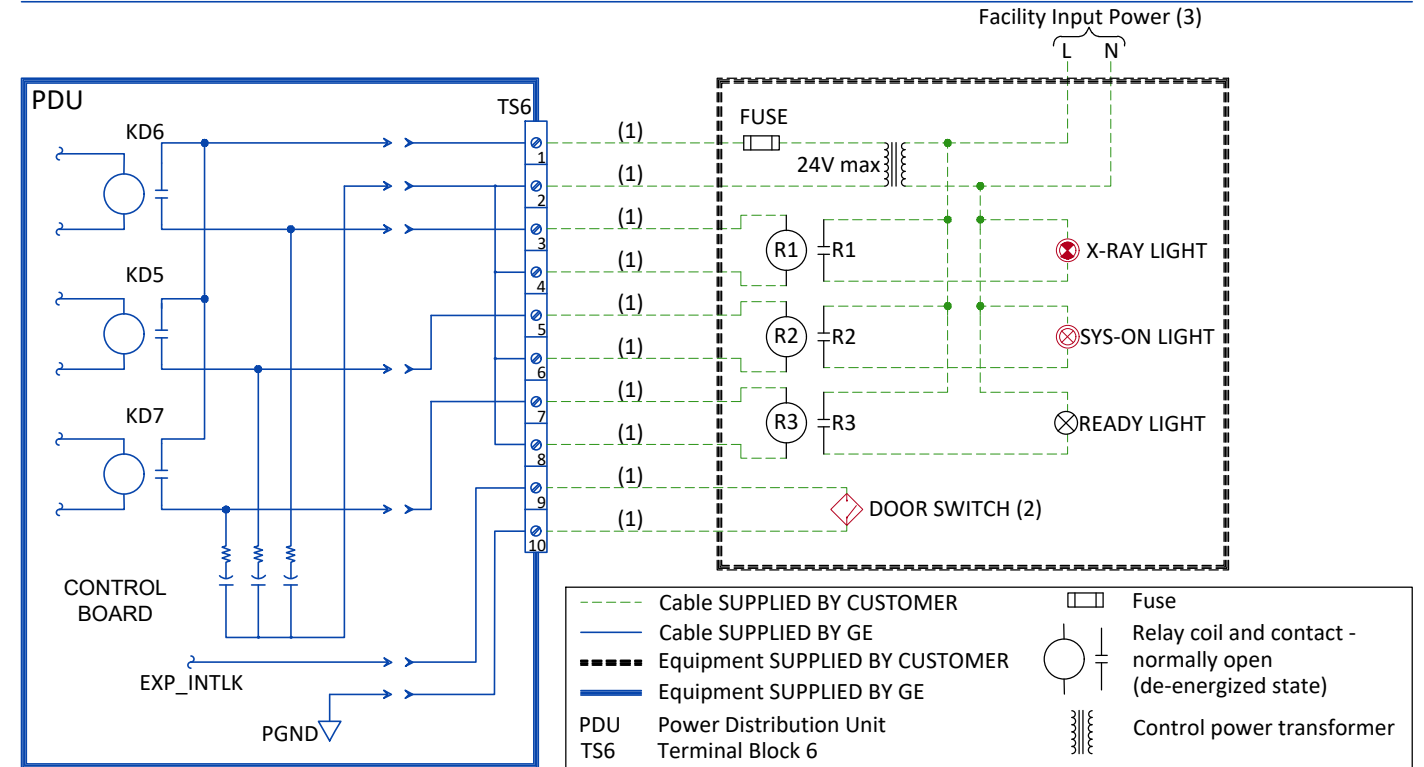 Facility Input Power (3)
L N
PDU
TS6
KD6
KD5
KD7
CONTROL
BOARD
EXP_INTLK
PGND
1
2
3
4
5
6
7
8
9
10
(1)
(1)
(1)
(1)
(1)
(1)
(1)
(1)
(1)
(1)
FUSE
24V max
R1 R1 X-RAY LIGHT
R2 R2 SYS-ON LIGHT
R3 R3 READY LIGHT
DOOR SWITCH (2)
Cable SUPPLIED BY CUSTOMER
Cable SUPPLIED BY GE
Equipment SUPPLIED BY CUSTOMER
Equipment SUPPLIED BY GE
PDU Power Distribution Unit
TS6 Terminal Block 6
Fuse
Relay coil and contact -
normally open
(de-energized state)
Control power transformer